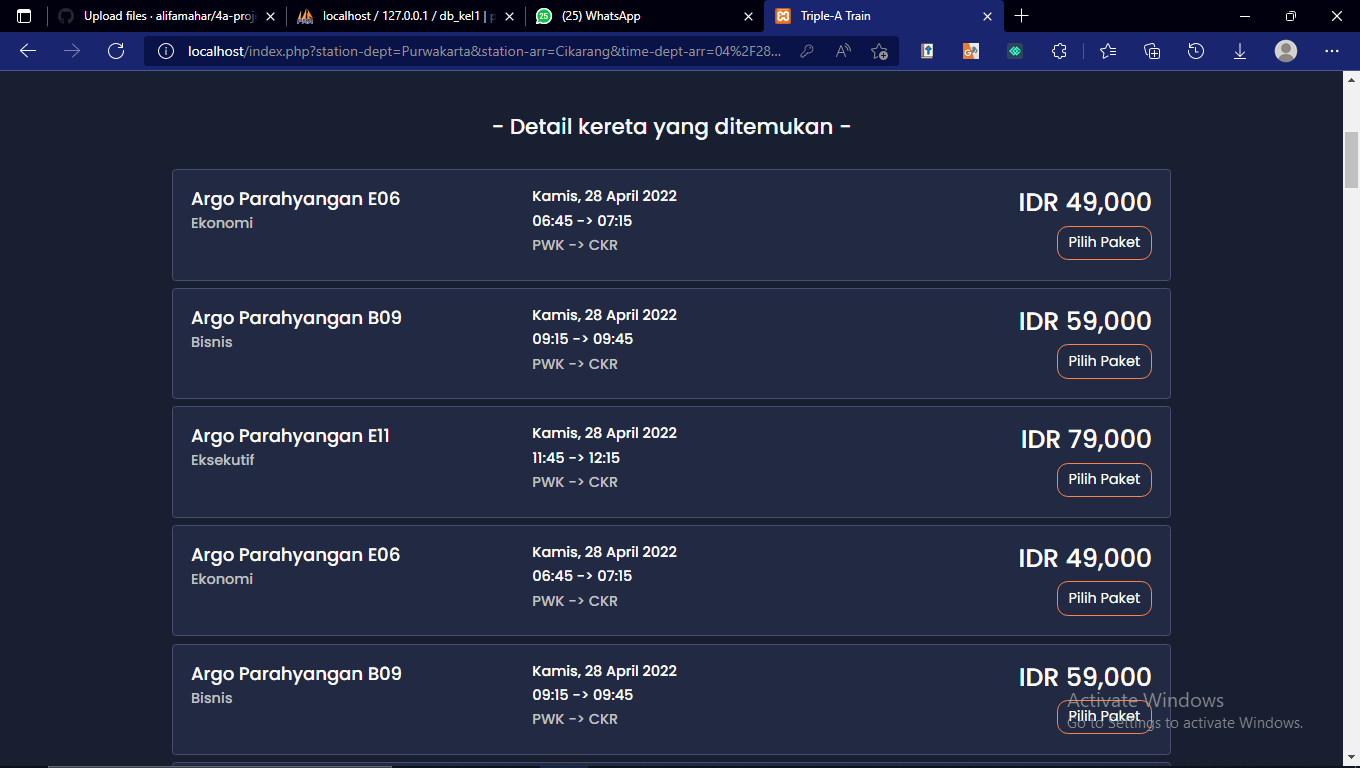 Upload files · alifamahar/4a-proj
localhost / 127.0.0.1 / db_kel1 | p
25
(25) WhatsApp
Triple-A Train
localhost/index.php?station-dept=Purwakarta&station-arr=Cikarang&time-dept-arr=04%2F28...
- Detail kereta yang ditemukan -
Argo Parahyangan E06
Ekonomi
Kamis, 28 April 2022
06:45 -> 07:15
PWK -> CKR
IDR 49,000
Pilih Paket
Argo Parahyangan B09
Bisnis
Kamis, 28 April 2022
09:15 -> 09:45
PWK -> CKR
IDR 59,000
Pilih Paket
Argo Parahyangan E11
Eksekutif
Kamis, 28 April 2022
11:45 -> 12:15
PWK -> CKR
IDR 79,000
Pilih Paket
Argo Parahyangan E06
Ekonomi
Kamis, 28 April 2022
06:45 -> 07:15
PWK -> CKR
IDR 49,000
Pilih Paket
Argo Parahyangan B09
Bisnis
Kamis, 28 April 2022
09:15 -> 09:45
PWK -> CKR
IDR 59,000
Pilih Paket
Activate Windows
Go to Settings to activate Windows.